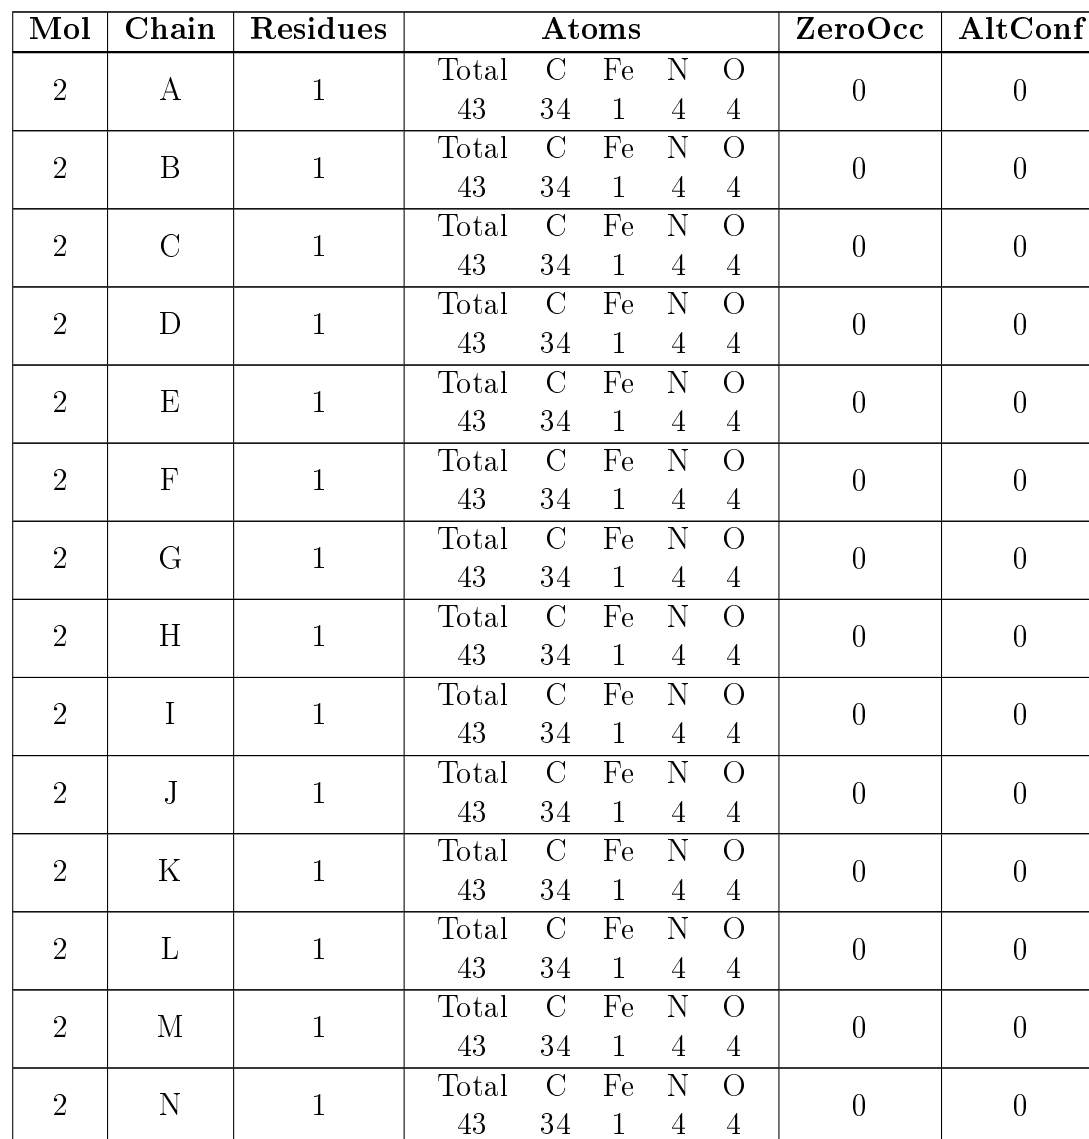 Mol Chain Residues Atoms ZeroOcc AltConf
2 A 1 Total C Fe N O 0 0
43 34 1 4 4
2 B 1 Total C Fe N O 0 0
43 34 1 4 4
2 C 1 Total C Fe N O 0 0
43 34 1 4 4
2 D 1 Total C Fe N O 0 0
43 34 1 4 4
2 E 1 Total C Fe N O 0 0
43 34 1 4 4
2 F 1 Total C Fe N O 0 0
43 34 1 4 4
2 G 1 Total C Fe N O 0 0
43 34 1 4 4
2 H 1 Total C Fe N O 0 0
43 34 1 4 4
2 I 1 Total C Fe N O 0 0
43 34 1 4 4
2 J 1 Total C Fe N O 0 0
43 34 1 4 4
2 K 1 Total C Fe N O 0 0
43 34 1 4 4
2 L 1 Total C Fe N O 0 0
43 34 1 4 4
2 M 1 Total C Fe N O 0 0
43 34 1 4 4
2 N 1 Total C Fe N O 0 0
43 34 1 4 4